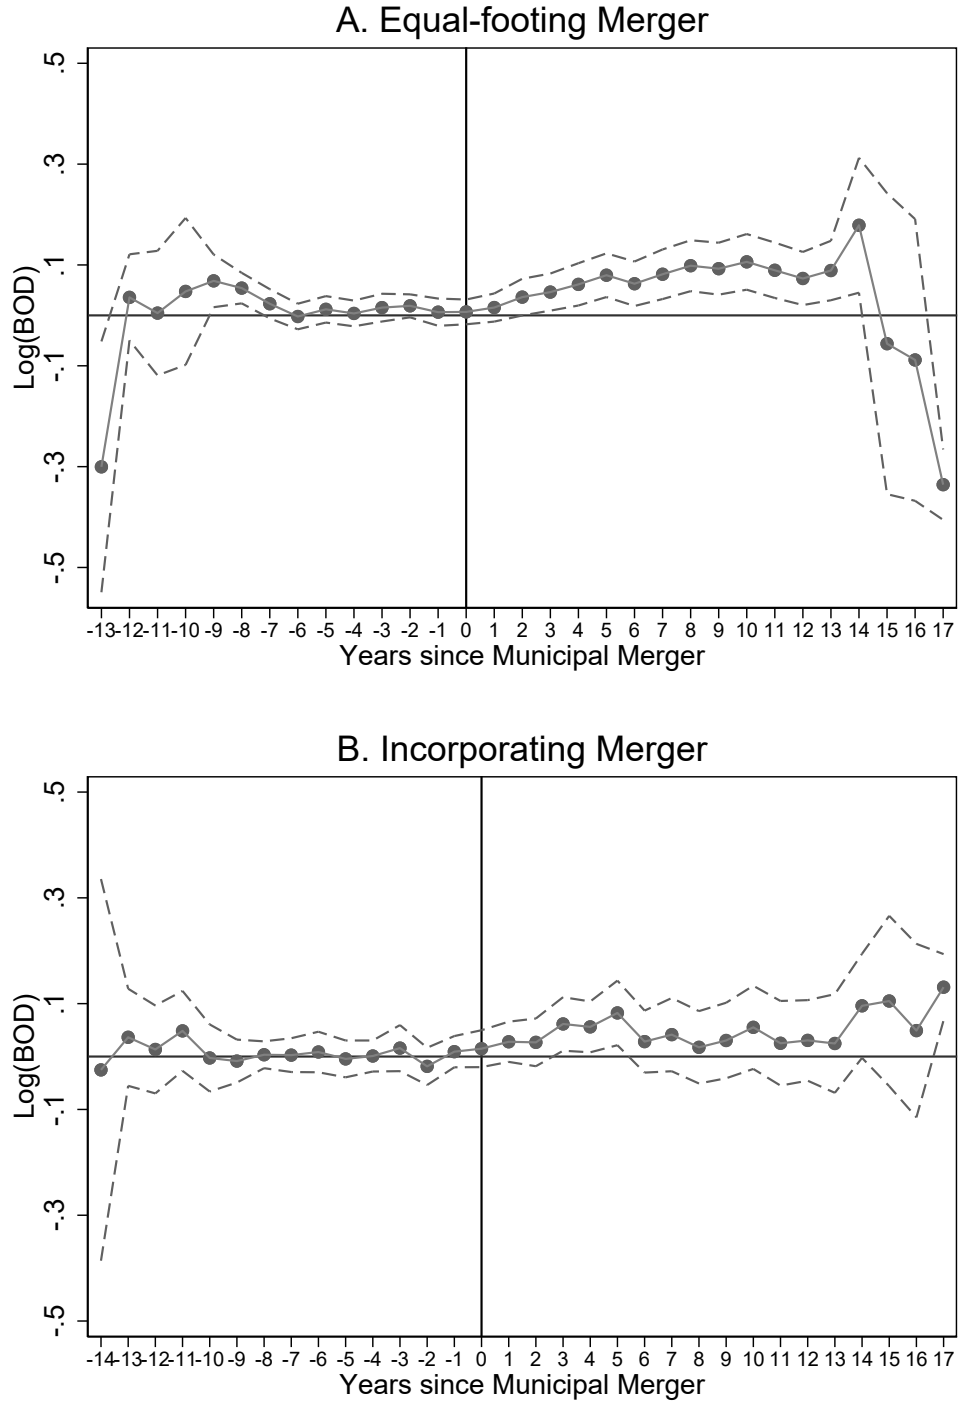 A. Equal-footing Merger
.5
.3
.1
-.1
-.3
-.5
Log(BOD)
-13 -12 -11 -10 -9 -8 -7 -6 -5 -4 -3 -2 -1 0 1 2 3 4 5 6 7 8 9 10 11 12 13 14 15 16 17
Years since Municipal Merger
B. Incorporating Merger
.5
.3
.1
-.1
-.3
-.5
Log(BOD)
-14 -13 -12 -11 -10 -9 -8 -7 -6 -5 -4 -3 -2 -1 0 1 2 3 4 5 6 7 8 9 10 11 12 13 14 15 16 17
Years since Municipal Merger